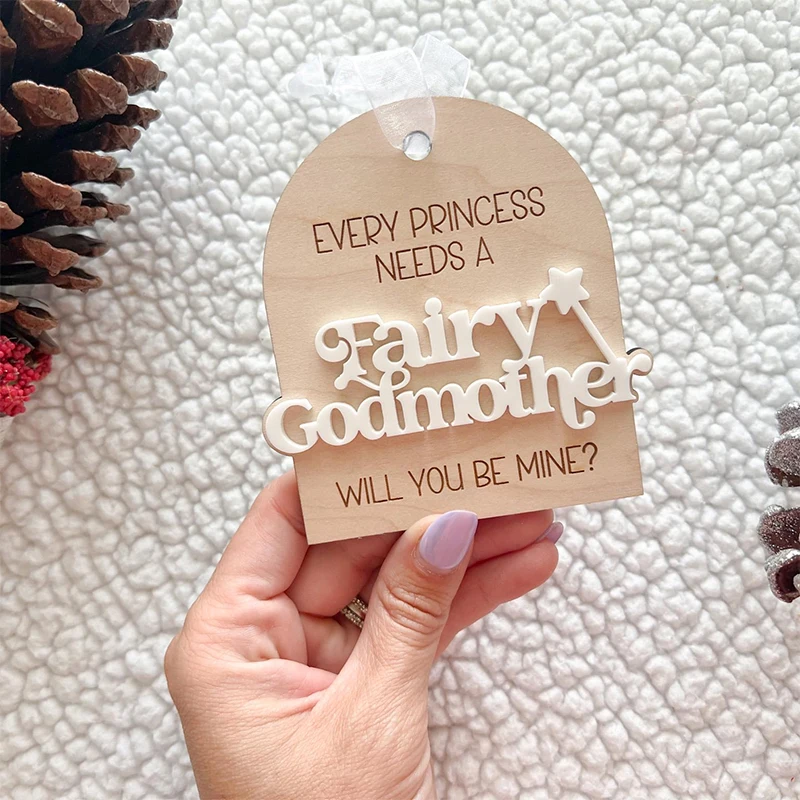 EVERY PRINCESS
NEEDS A
Fairy
Godmother
WILL YOU BE MINE?